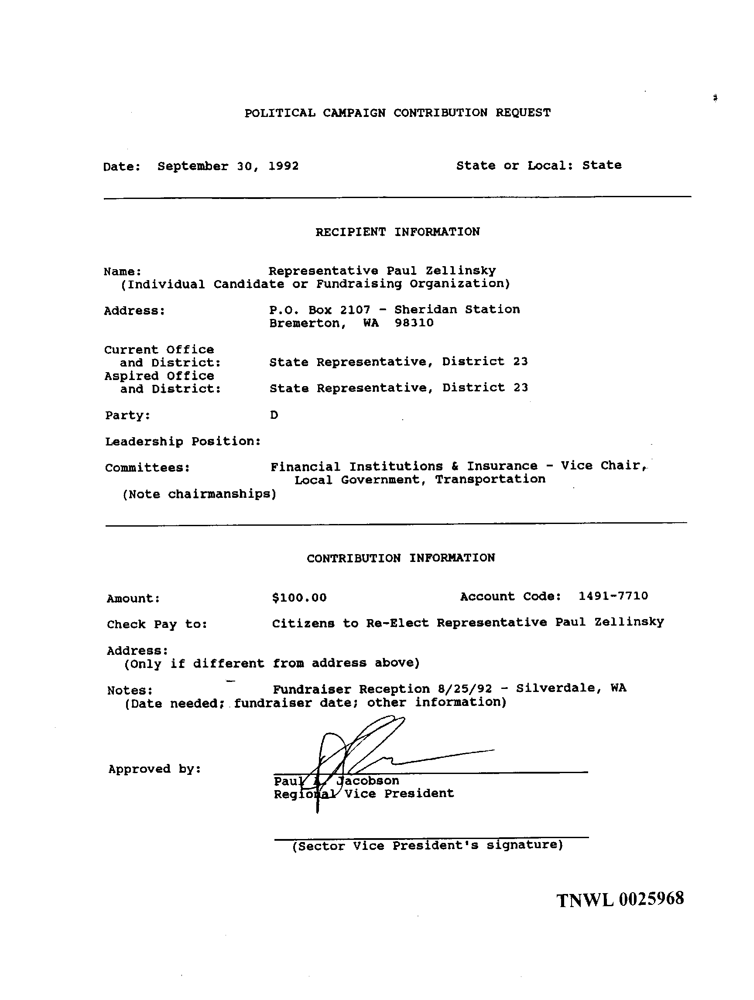 POLITICAL CAMPAIGN CONTRIBUTION REQUEST
Date: September 30, 1992 State or Local: State
RECIPIENT INFORMATION
Name: Representative Paul Zellinsky
(Individual Candidate or Fundraising Organization)
Address: P.O. Box 2107 - Sheridan Station
Bremerton, WA 98310
Current Office
and District: State Representative, District 23
Aspired Office
and District: State Representative, District 23
Party: D
Leadership Position:
Committees: Financial Institutions & Insurance - Vice Chair,
Local Government, Transportation
(Note chairmanships)
CONTRIBUTION INFORMATION
Amount: $100.00 Account Code: 1491-7710
Check Pay to: Citizens to Re-Elect Representative Paul Zellinsky
Address:
(Only if different from address above)
Notes: Fundraiser Reception 8/25/92 - Silverdale, WA
(Date needed; fundraiser date; other information)
Approved by:
Paul Jacobson
Regional Vice President
(Sector Vice President's signature)
TNWL 0025968